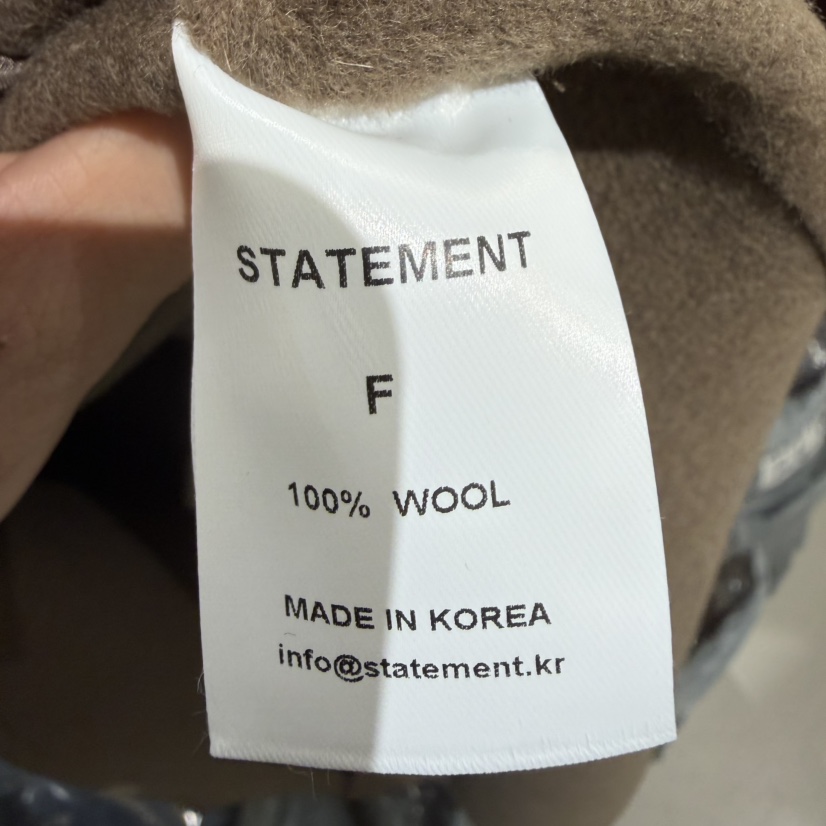 STATEMENT
F
100% WOOL
MADE IN KOREA
info@statement.kr